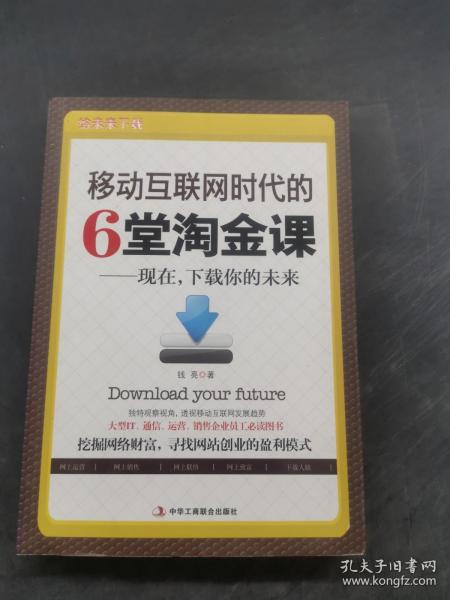 给未来下载
移动互联网时代的
6堂淘金课
——现在,下载你的未来
钱 亮◎著
Download your future
独特观察视角,透视移动互联网发展趋势
大型IT、通信、运营、销售企业员工必读图书
挖掘网络财富,寻找网站创业的盈利模式
网上运营 | 网上销售 | 网上联络 | 网上致富 | 下载人脉
中华工商联合出版社
孔夫子旧书网
www.kongfz.com